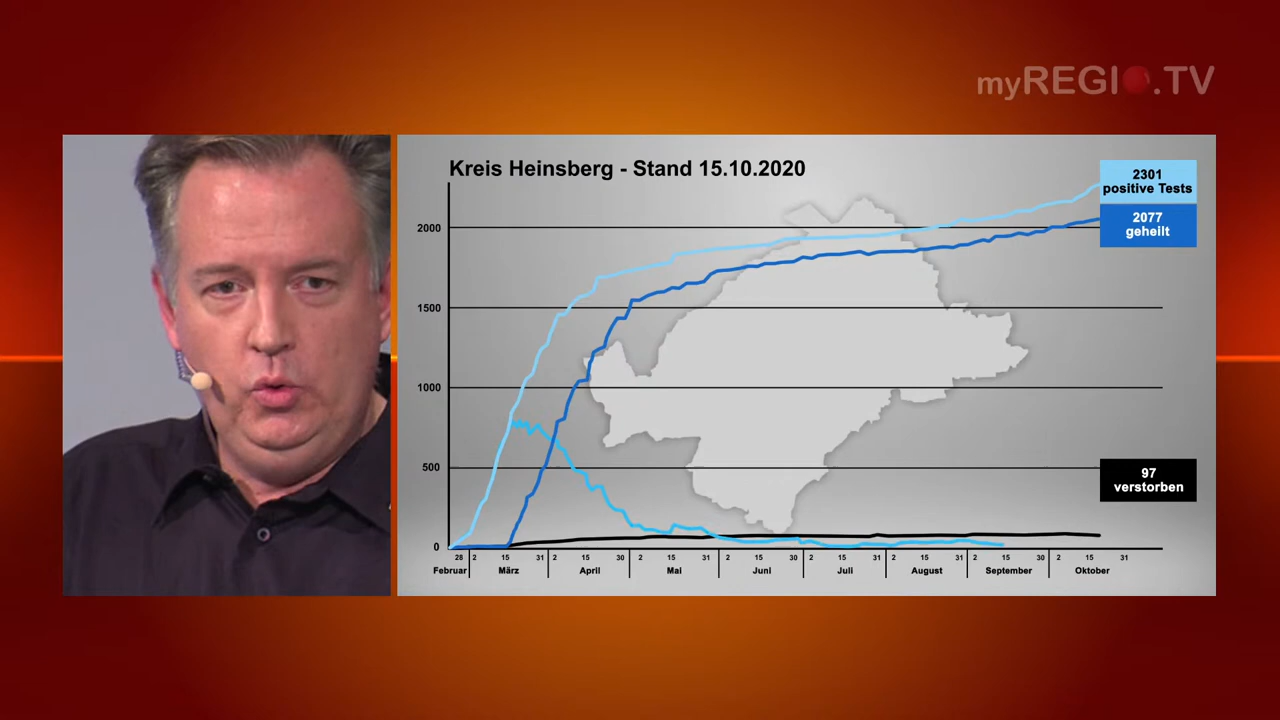 myREGIO.TV
Kreis Heinsberg - Stand 15.10.2020
2301
positive Tests
2077
geheilt
2000
1500
1000
500
97
verstorben
0
28 2 15 31 2 15 30 2 15 31 2 15 30 2 15 31 2 15 31 2 15 30 2 15 31
Februar März April Mai Juni Juli August September Oktober